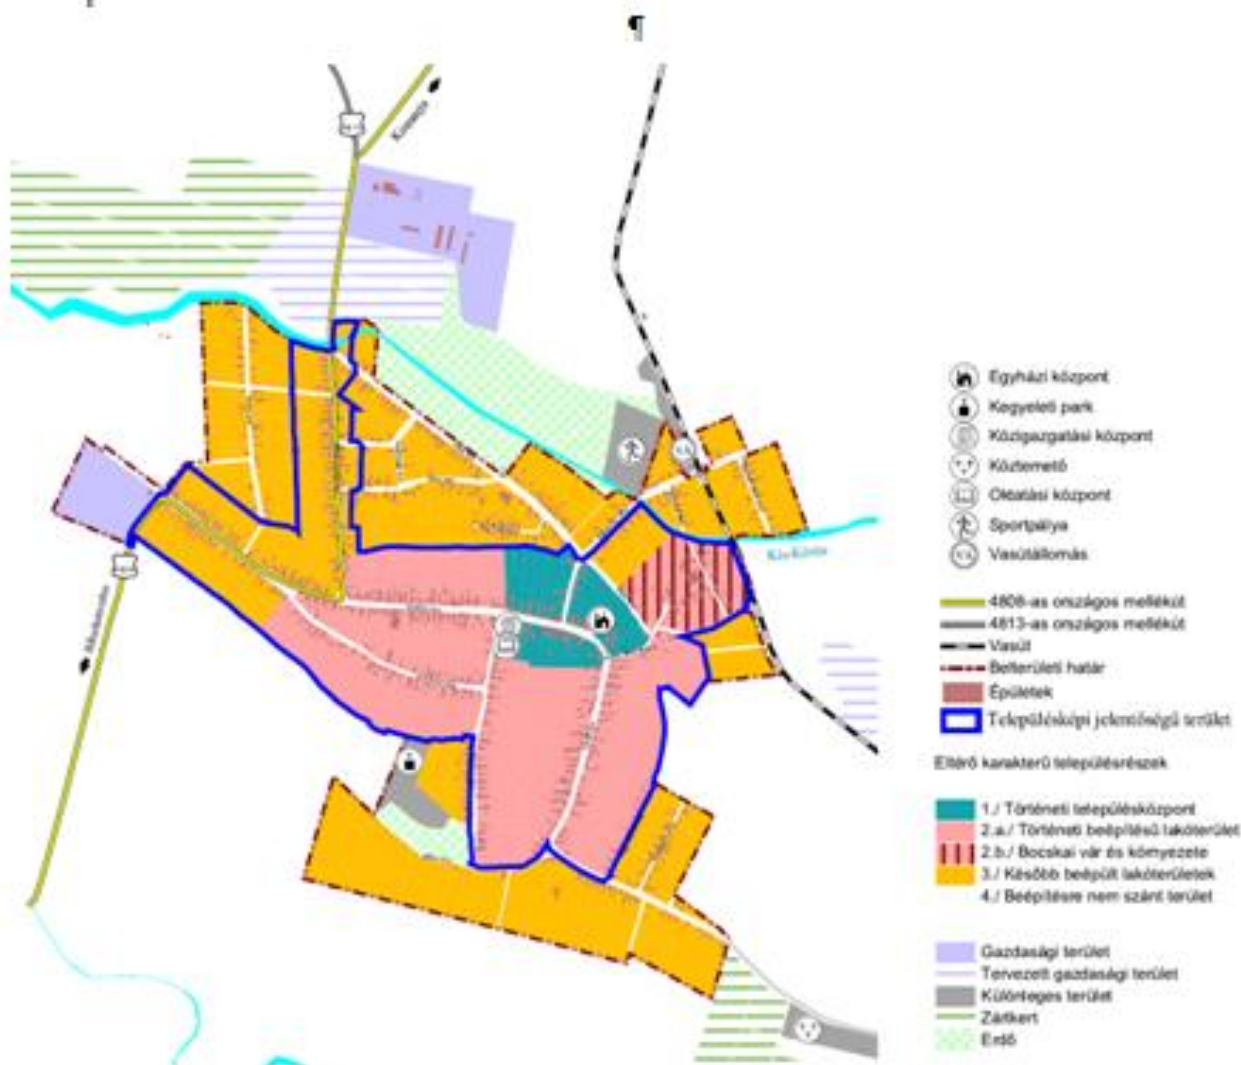 ¶
Egyházi központ
Kegyeleti park
Közigazgatási központ
Köztemető
Oktatási központ
Sportpálya
Vasútállomás
4808-as országos mellékút
4813-as országos mellékút
Vasút
Belterületi határ
Épületek
Településképi jelentőségű terület
Eltérő karakterű településrészek
1./ Történeti településközpont
2.a./ Történeti beépítésű lakóterület
2.b./ Bocskai vár és környezete
3./ Később beépült lakóterületek
4./ Beépítésre nem szánt terület
Gazdasági terület
Tervezett gazdasági terület
Különleges terület
Zártkert
Erdő